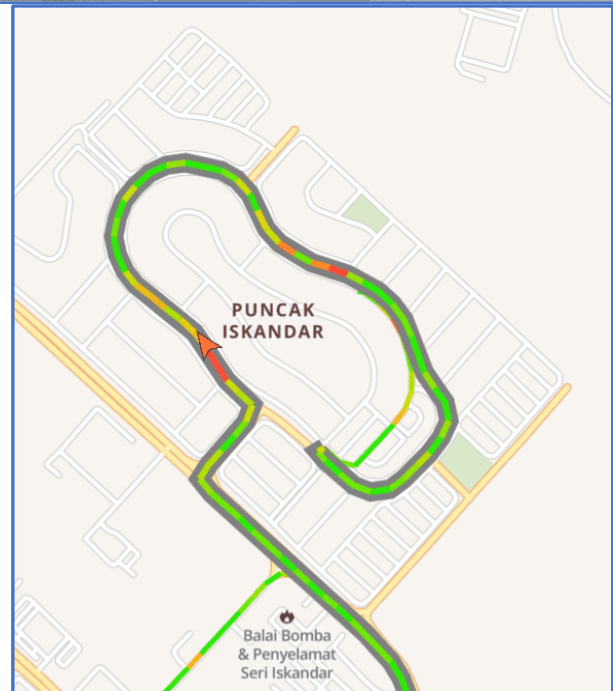 PUNCAK
ISKANDAR
Balai Bomba
& Penyelamat
Seri Iskandar